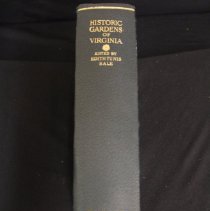 HISTORIC
GARDENS
OF
VIRGINIA
EDITED BY
EDITH TUNIS
SALE